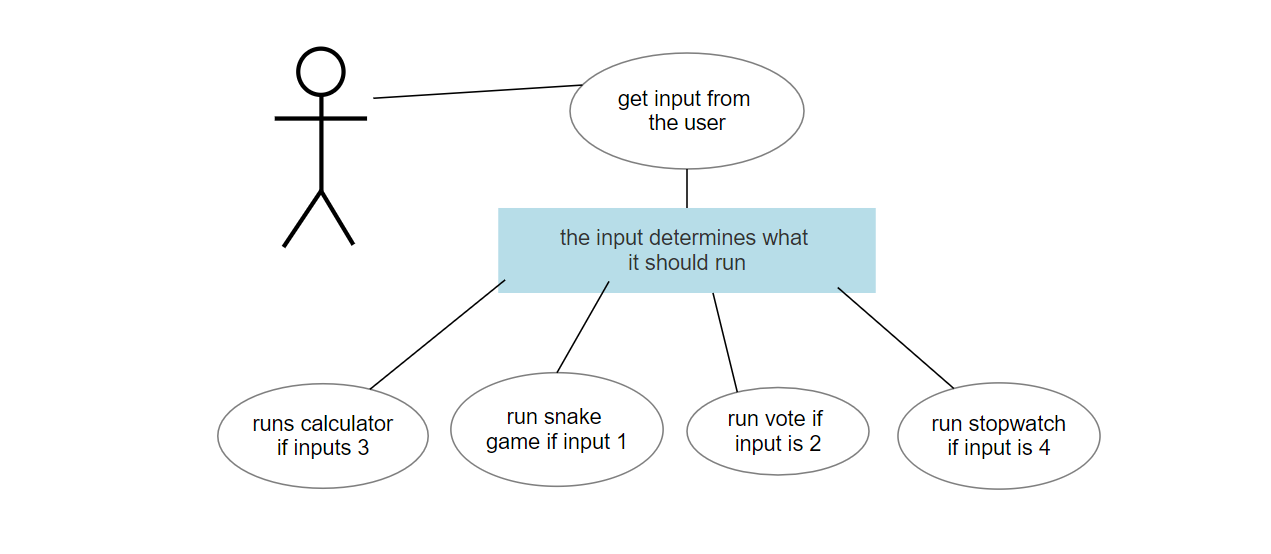 get input from
the user
the input determines what
it should run
runs calculator
if inputs 3
run snake
game if input 1
run vote if
input is 2
run stopwatch
if input is 4